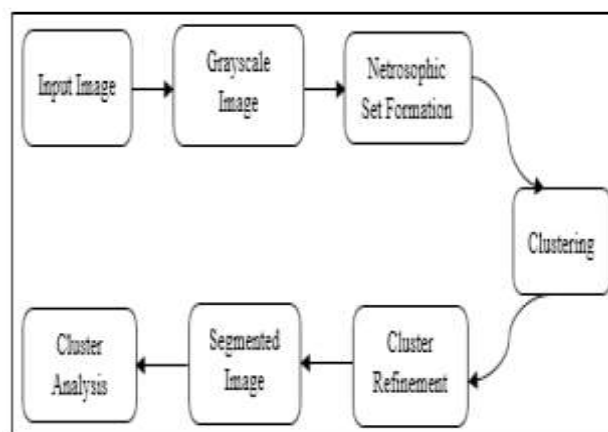 Input Image
Grayscale
Image
Netrosophic
Set Formation
Clustering
Cluster
Refinement
Segmented
Image
Cluster
Analysis